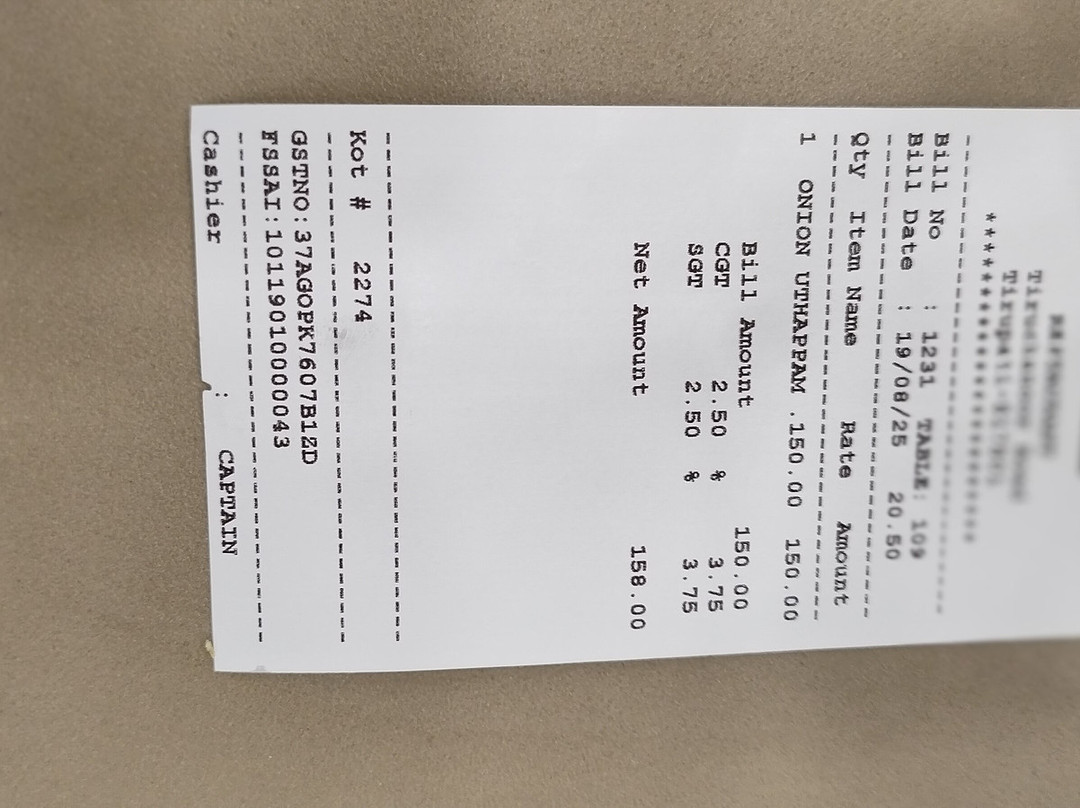 **************
Bill No : 1231 TABLE: 109
Bill Date : 19/08/25 20.50
Qty Item Name Rate Amount
1 ONION UTHAPPAM .150.00 150.00
Bill Amount 150.00
CGT 2.50 % 3.75
SGT 2.50 % 3.75
Net Amount 158.00
Kot # 2274
GSTNO:37AGOPK7607B1ZD
FSSAI:10119010000043
Cashier : CAPTAIN